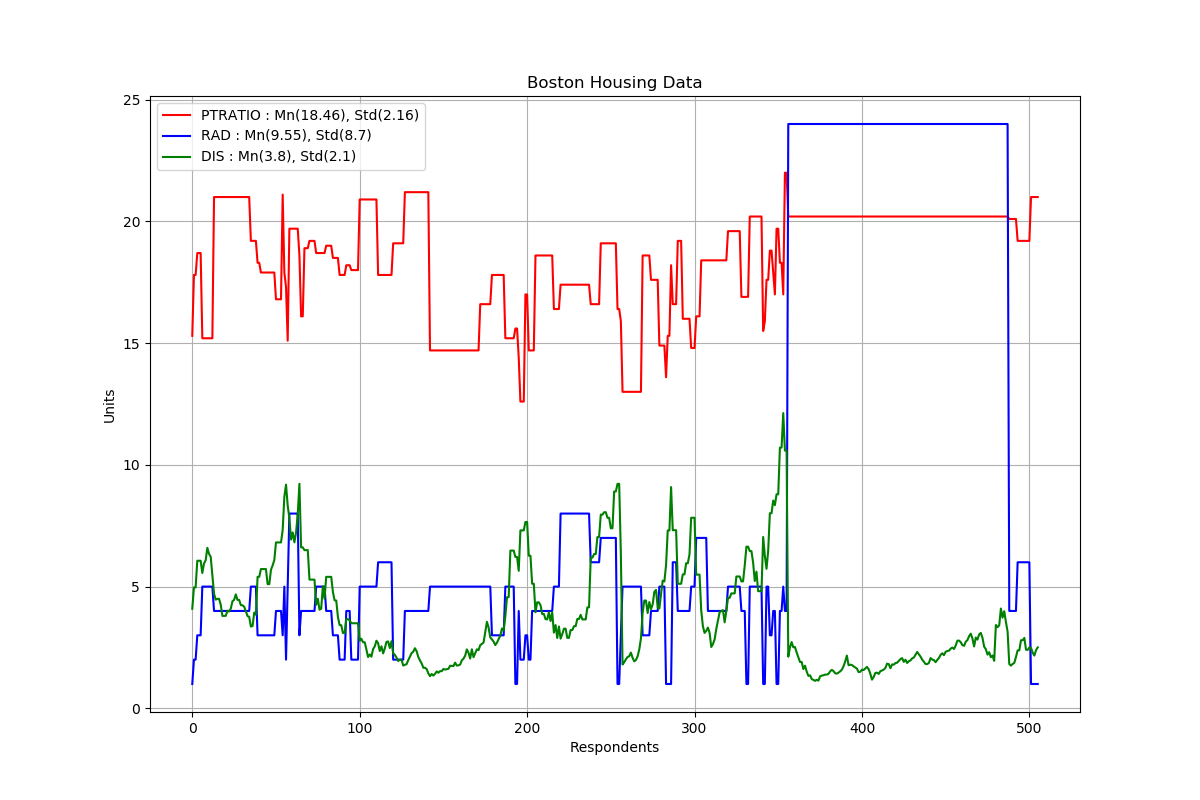 Boston Housing Data
PTRATIO : Mn(18.46), Std(2.16)
RAD : Mn(9.55), Std(8.7)
DIS : Mn(3.8), Std(2.1)
25
20
15
10
5
0
Units
0 100 200 300 400 500
Respondents